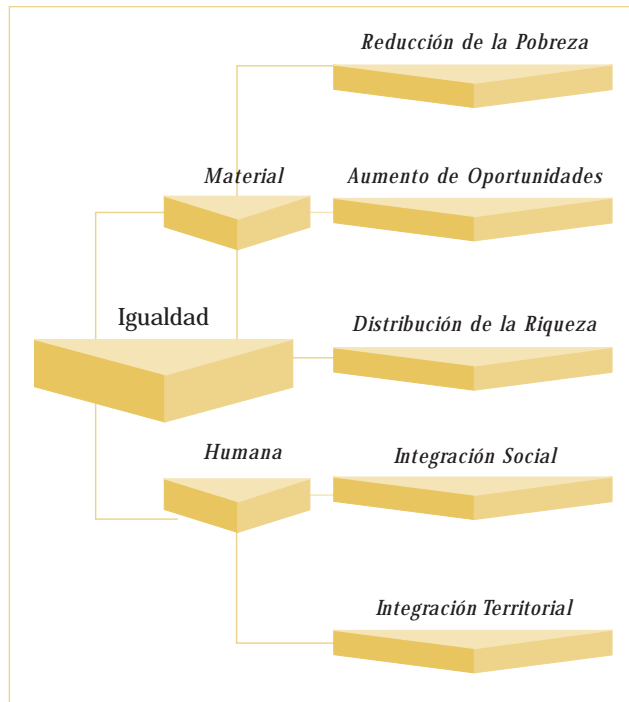 Reducción de la Pobreza
Material
Aumento de Oportunidades
Igualdad
Distribución de la Riqueza
Humana
Integración Social
Integración Territorial